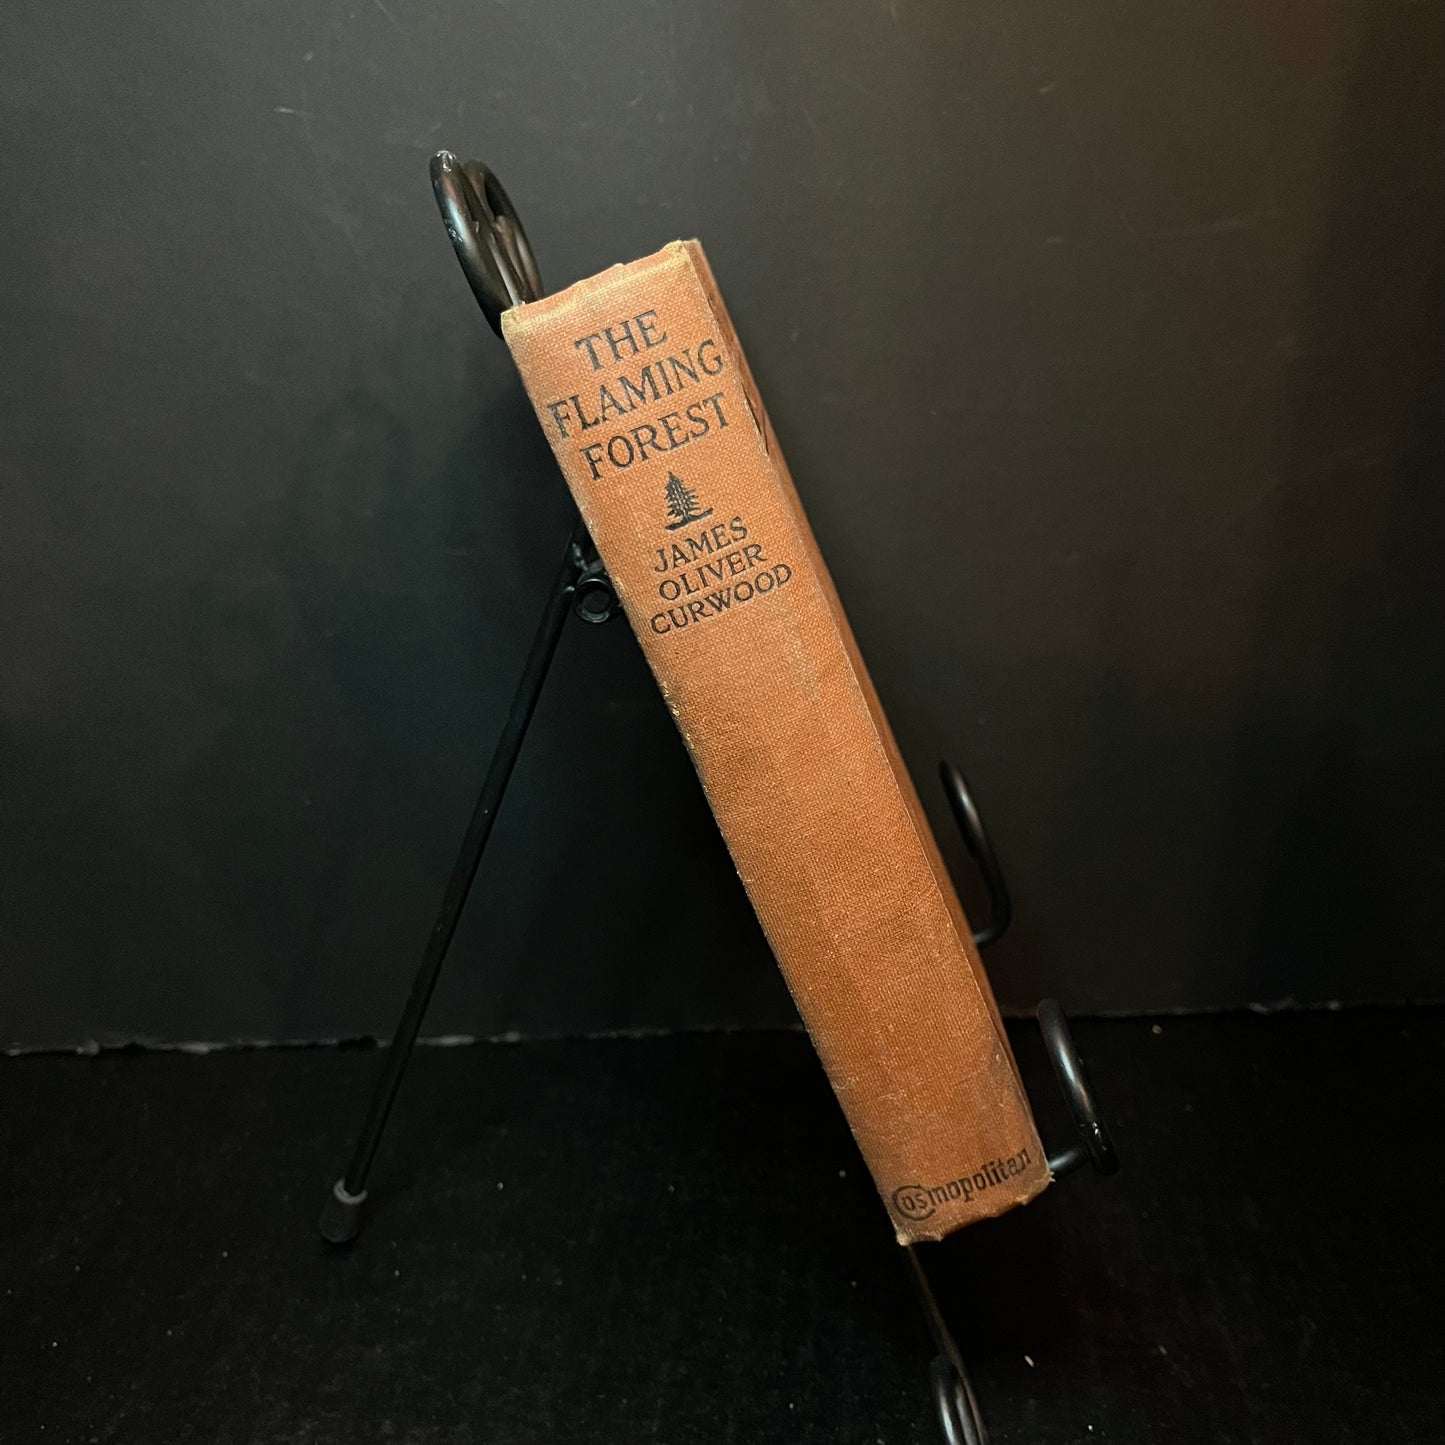 THE
FLAMING
FOREST
JAMES
OLIVER
CURWOOD
Cosmopolitan